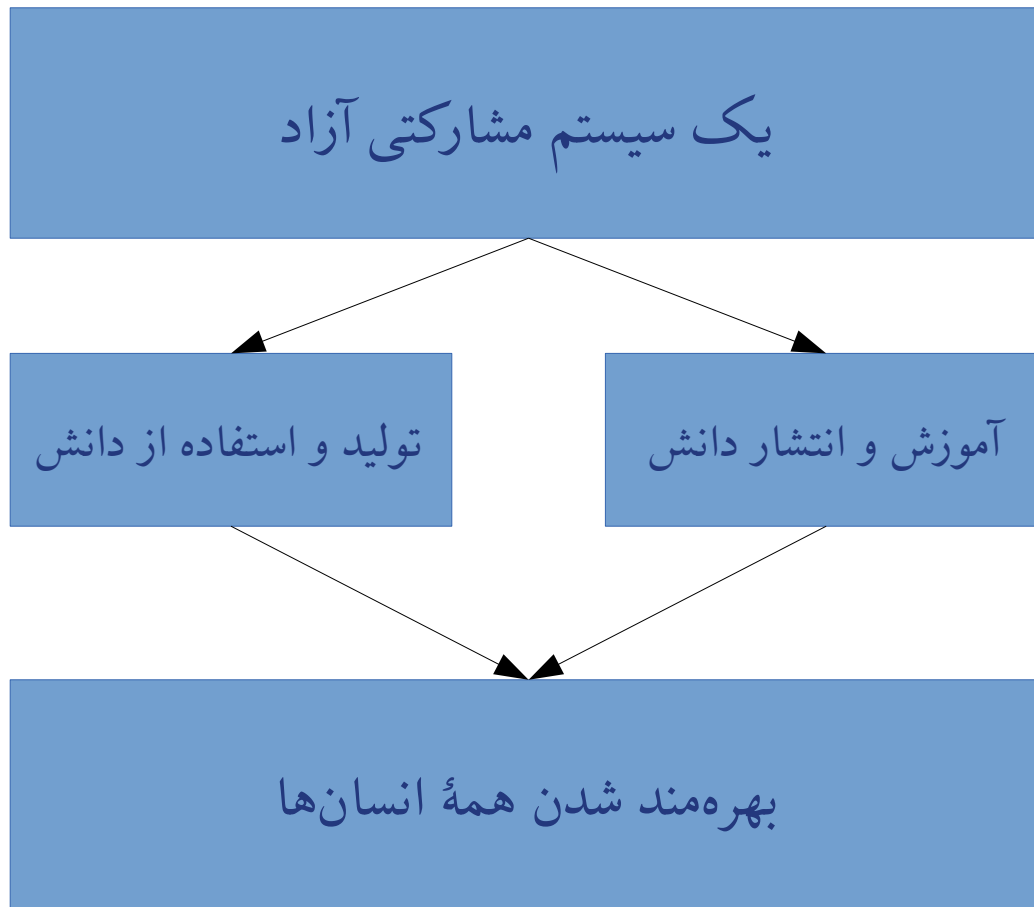 یک سیستم مشارکتی آزاد
آموزش و انتشار دانش
تولید و استفاده از دانش
بهره‌مند شدن همهٔ انسان‌ها